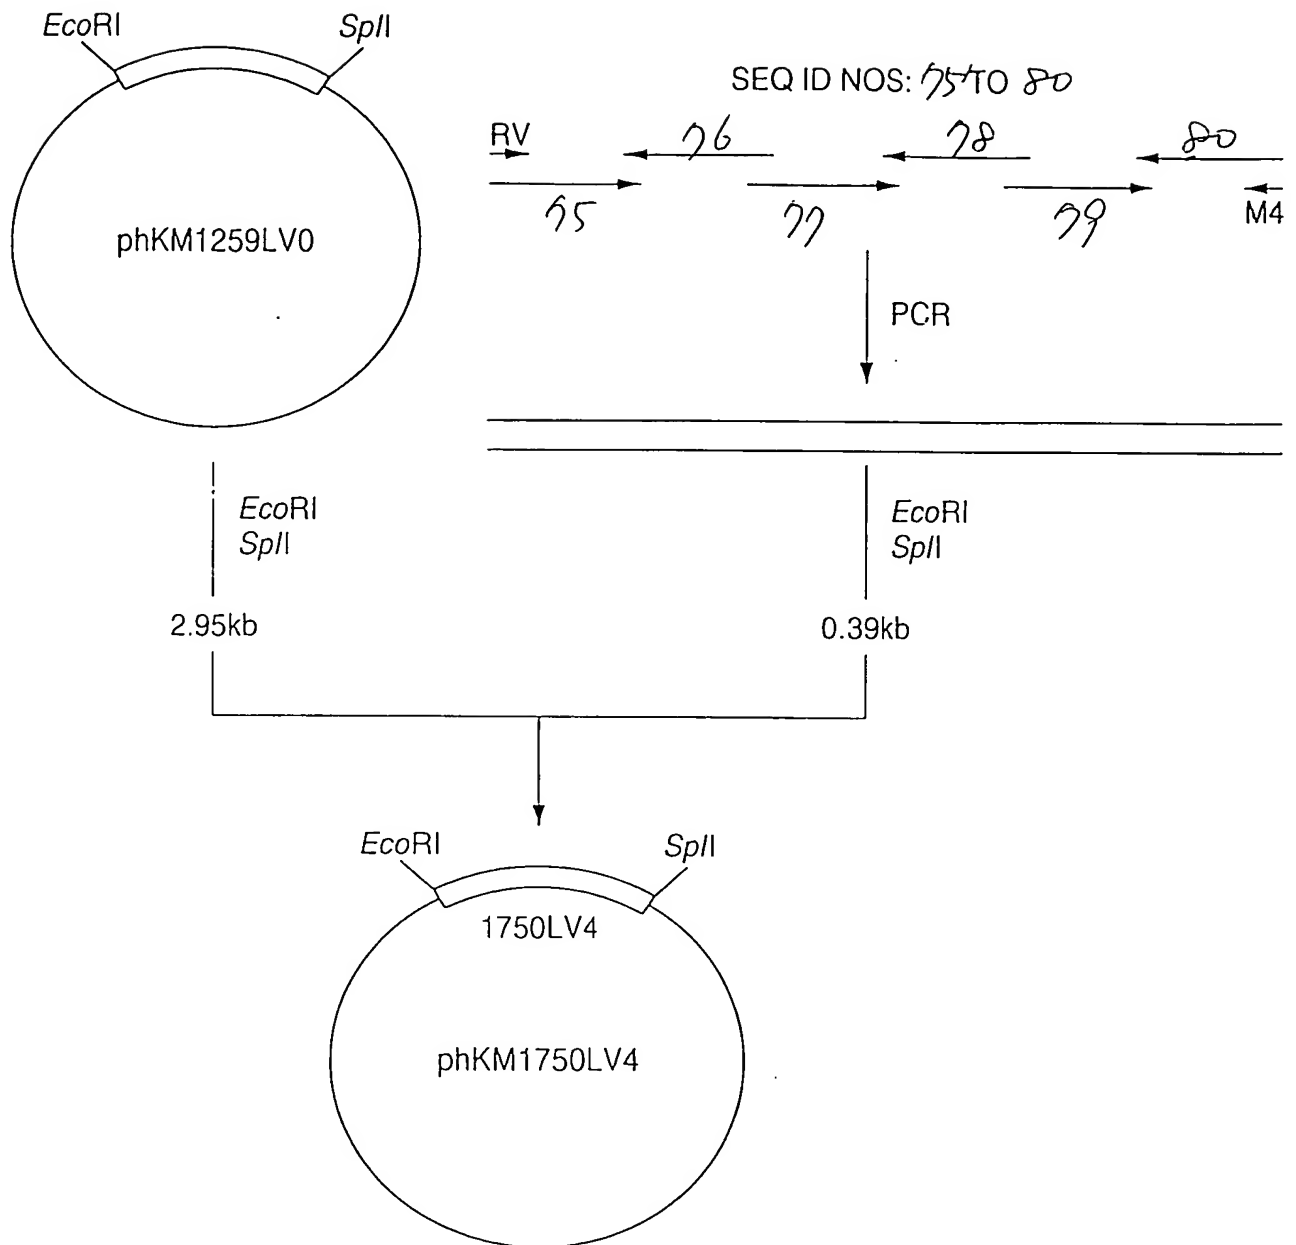 EcoRI
SplI
SEQ ID NOS: 75 TO 80
RV
76
78
80
75
77
79
M4
phKM1259LV0
PCR
EcoRI
SplI
EcoRI
SplI
2.95kb
0.39kb
EcoRI
SplI
1750LV4
phKM1750LV4